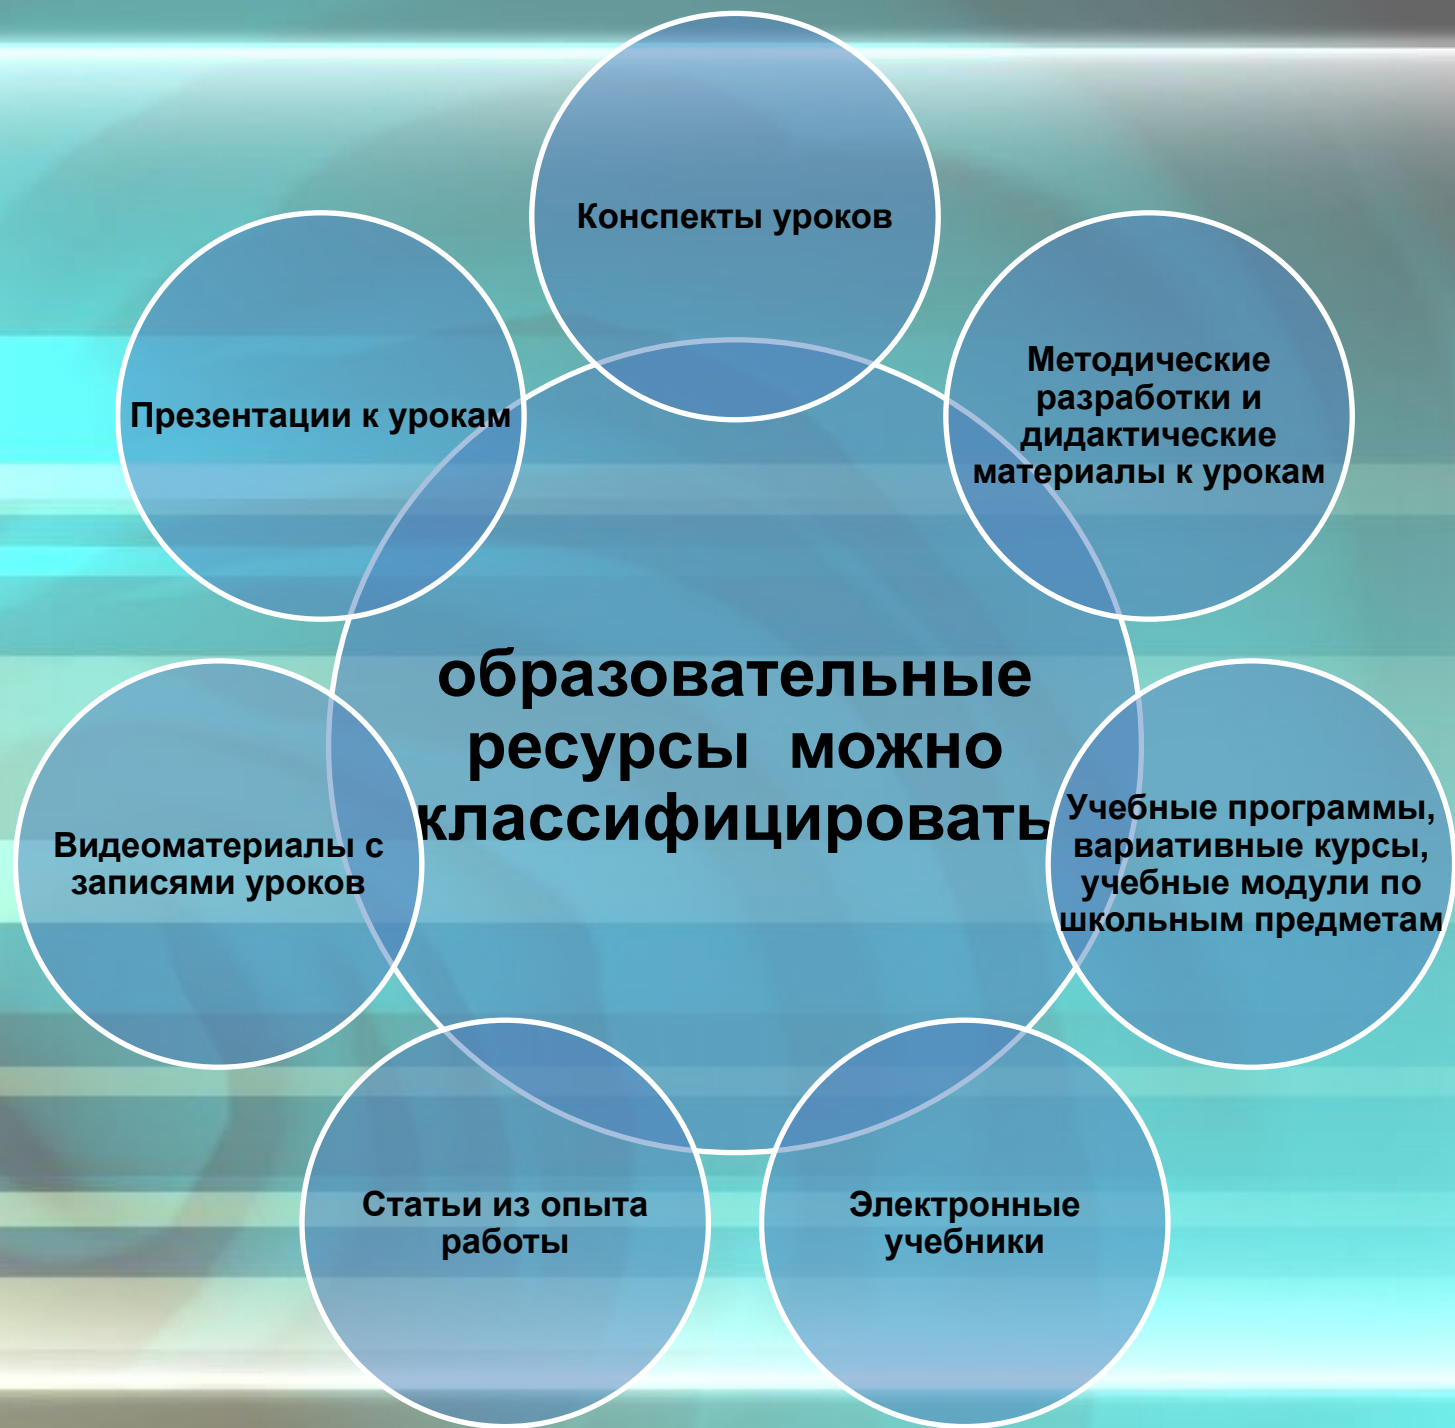 Конспекты уроков
Методические
разработки и
дидактические
материалы к урокам
Презентации к урокам
образовательные
ресурсы можно
классифицировать
Учебные программы,
вариативные курсы,
учебные модули по
школьным предметам
Видеоматериалы с
записями уроков
Статьи из опыта
работы
Электронные
учебники